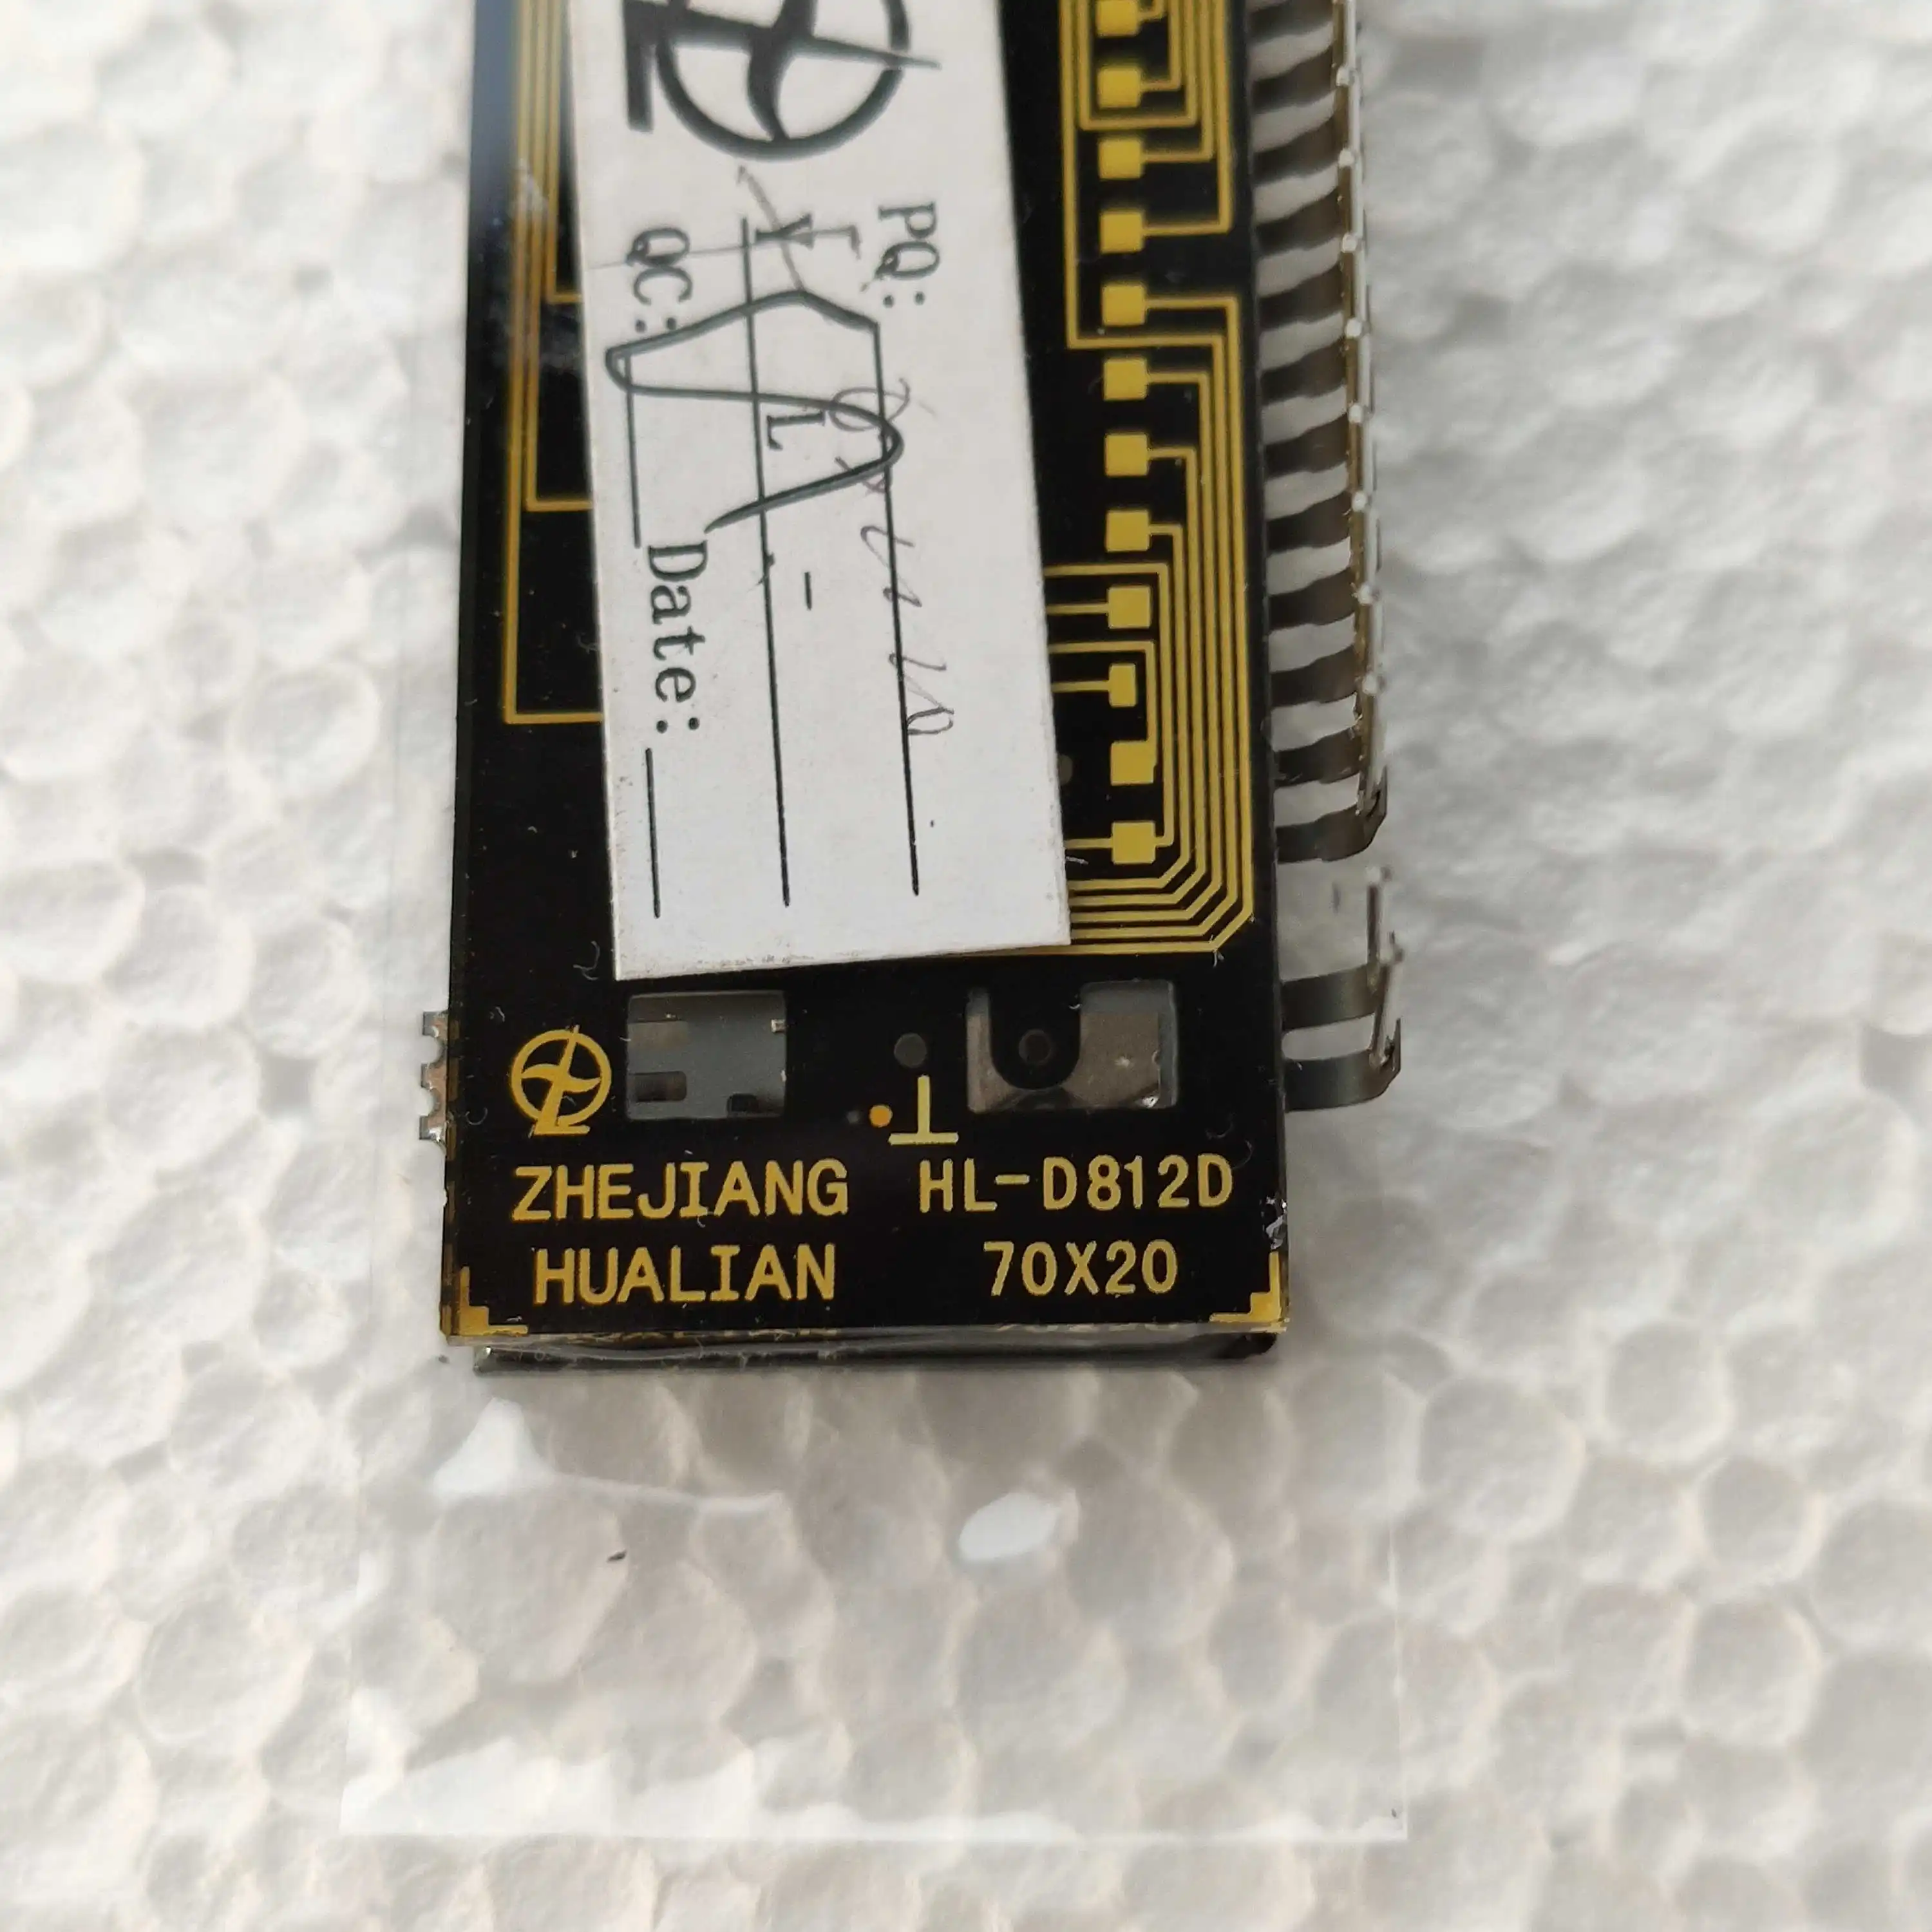 PQ:
QC:
Date:
ZHEJIANG HL-D812D
HUALIAN 70X20